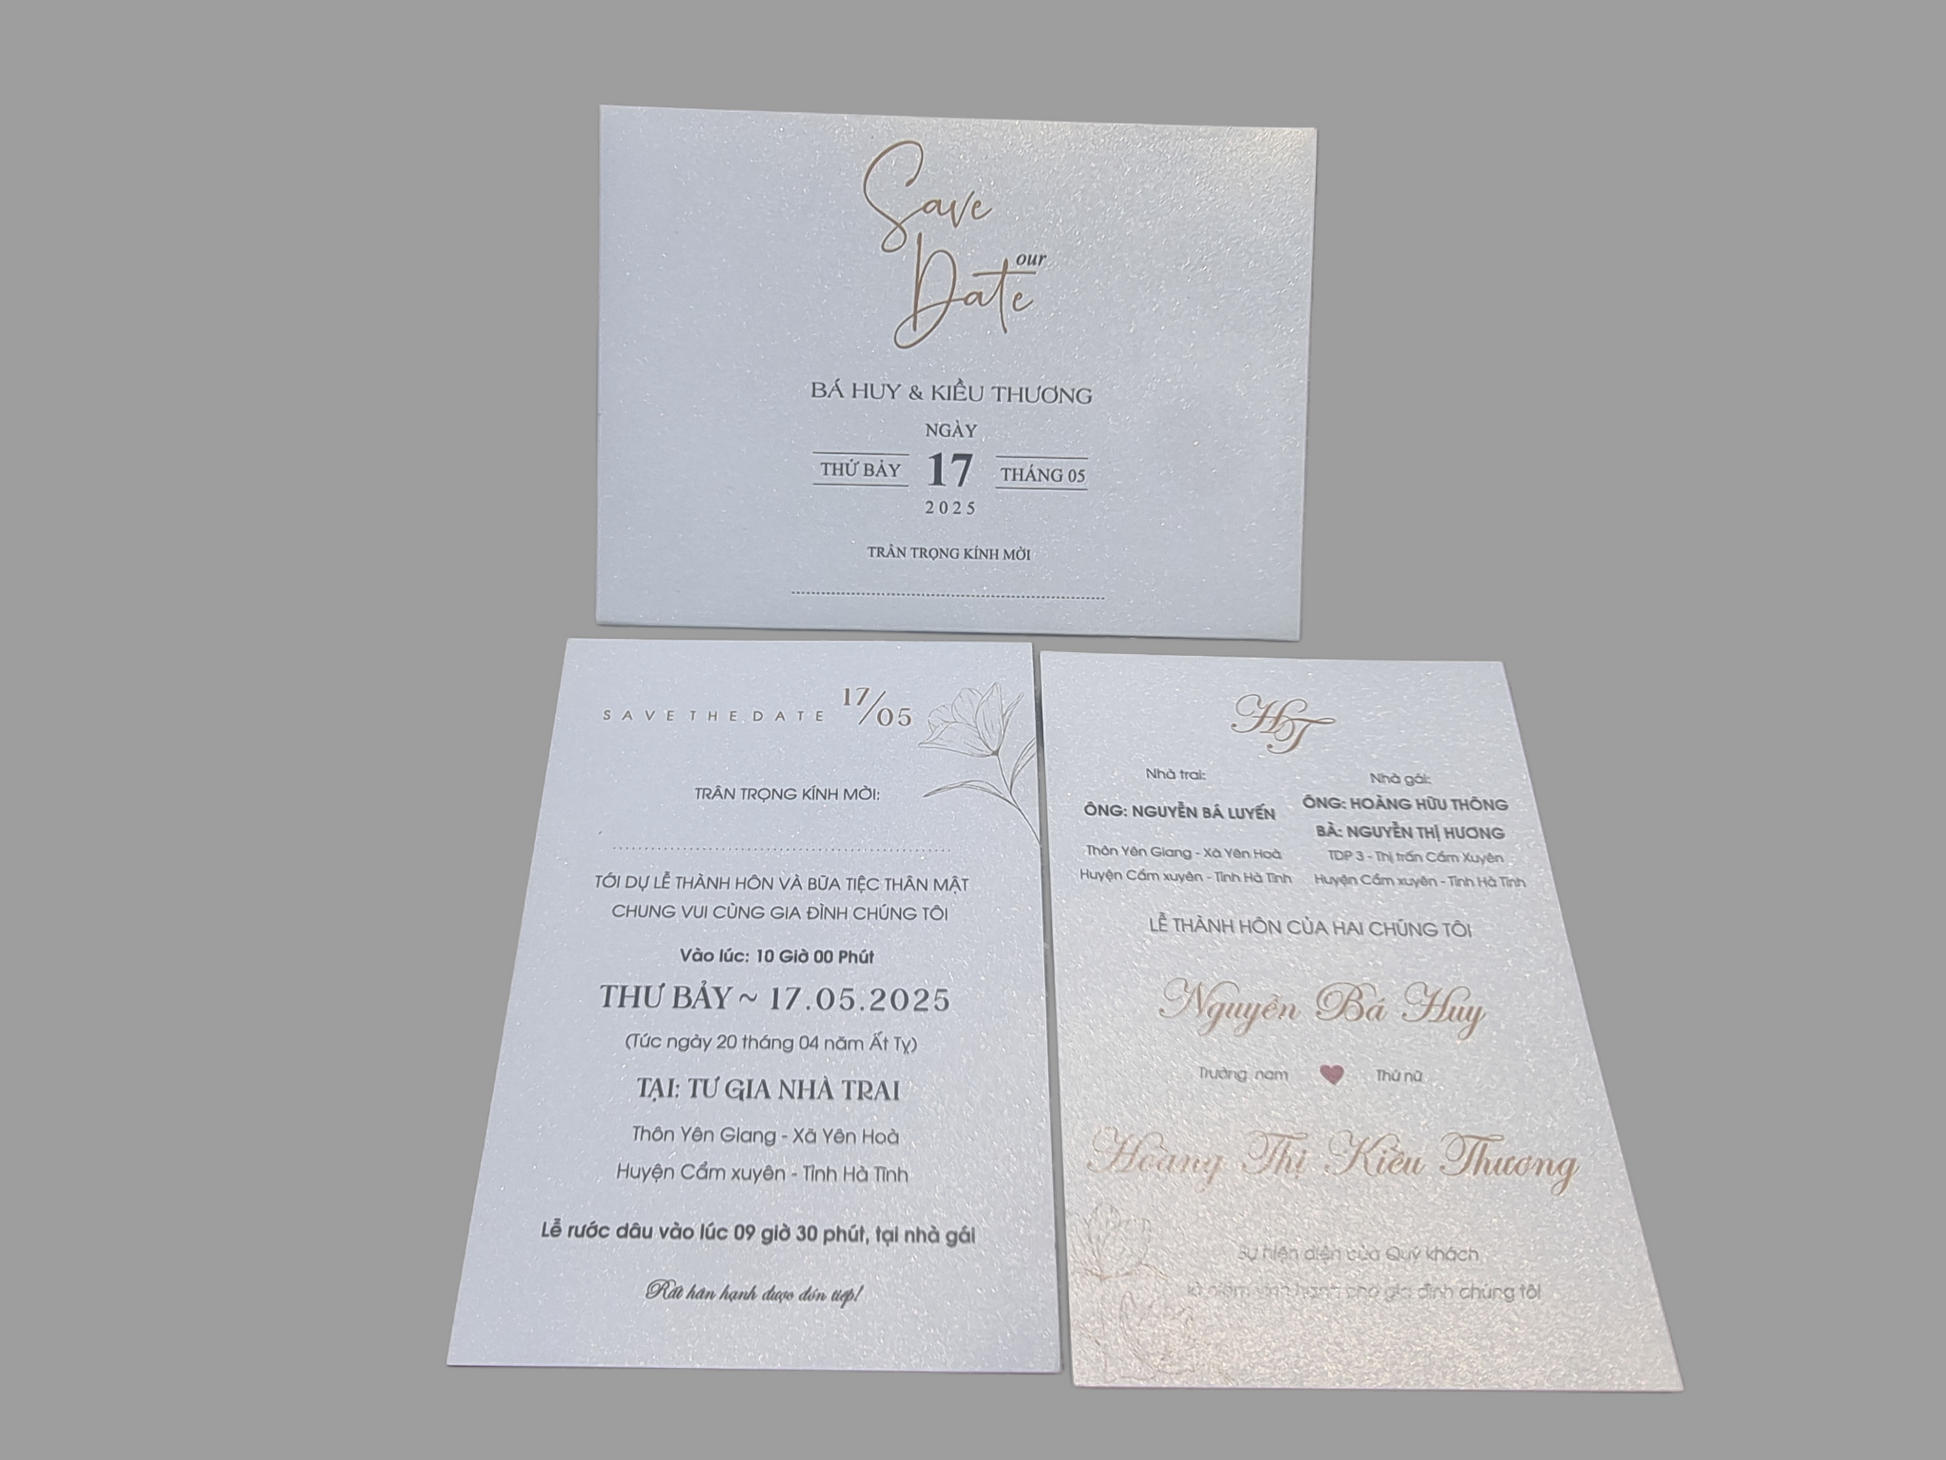 Save
our
Date
BÁ HUY & KIỀU THƯƠNG
NGÀY
THỨ BẢY 17 THÁNG 05
2025
TRÂN TRỌNG KÍNH MỜI
SAVE THE DATE 17/05
TRÂN TRỌNG KÍNH MỜI:
TỚI DỰ LỄ THÀNH HÔN VÀ BỮA TIỆC THÂN MẬT
CHUNG VUI CÙNG GIA ĐÌNH CHÚNG TÔI
Vào lúc: 10 Giờ 00 Phút
THƯ BẢY ~ 17.05.2025
(Tức ngày 20 tháng 04 năm Ất Tỵ)
TẠI: TƯ GIA NHÀ TRAI
Thôn Yên Giang - Xã Yên Hoà
Huyện Cẩm xuyên - Tỉnh Hà Tĩnh
Lễ rước dâu vào lúc 09 giờ 30 phút, tại nhà gái
Rất hân hạnh được đón tiếp!
HT
Nhà trai:
ÔNG: NGUYỄN BÁ LUYẾN
Thôn Yên Giang - Xã Yên Hoà
Huyện Cẩm xuyên - Tỉnh Hà Tĩnh
Nhà gái:
ÔNG: HOÀNG HỮU THÔNG
BÀ: NGUYỄN THỊ HƯƠNG
TDP 3 - Thị trấn Cẩm Xuyên
Huyện Cẩm xuyên - Tỉnh Hà Tĩnh
LỄ THÀNH HÔN CỦA HAI CHÚNG TÔI
Nguyễn Bá Huy
Trưởng nam Thứ nữ
Hoàng Thị Kiều Thương
Sự hiện diện của Quý khách
là niềm vinh hạnh cho gia đình chúng tôi